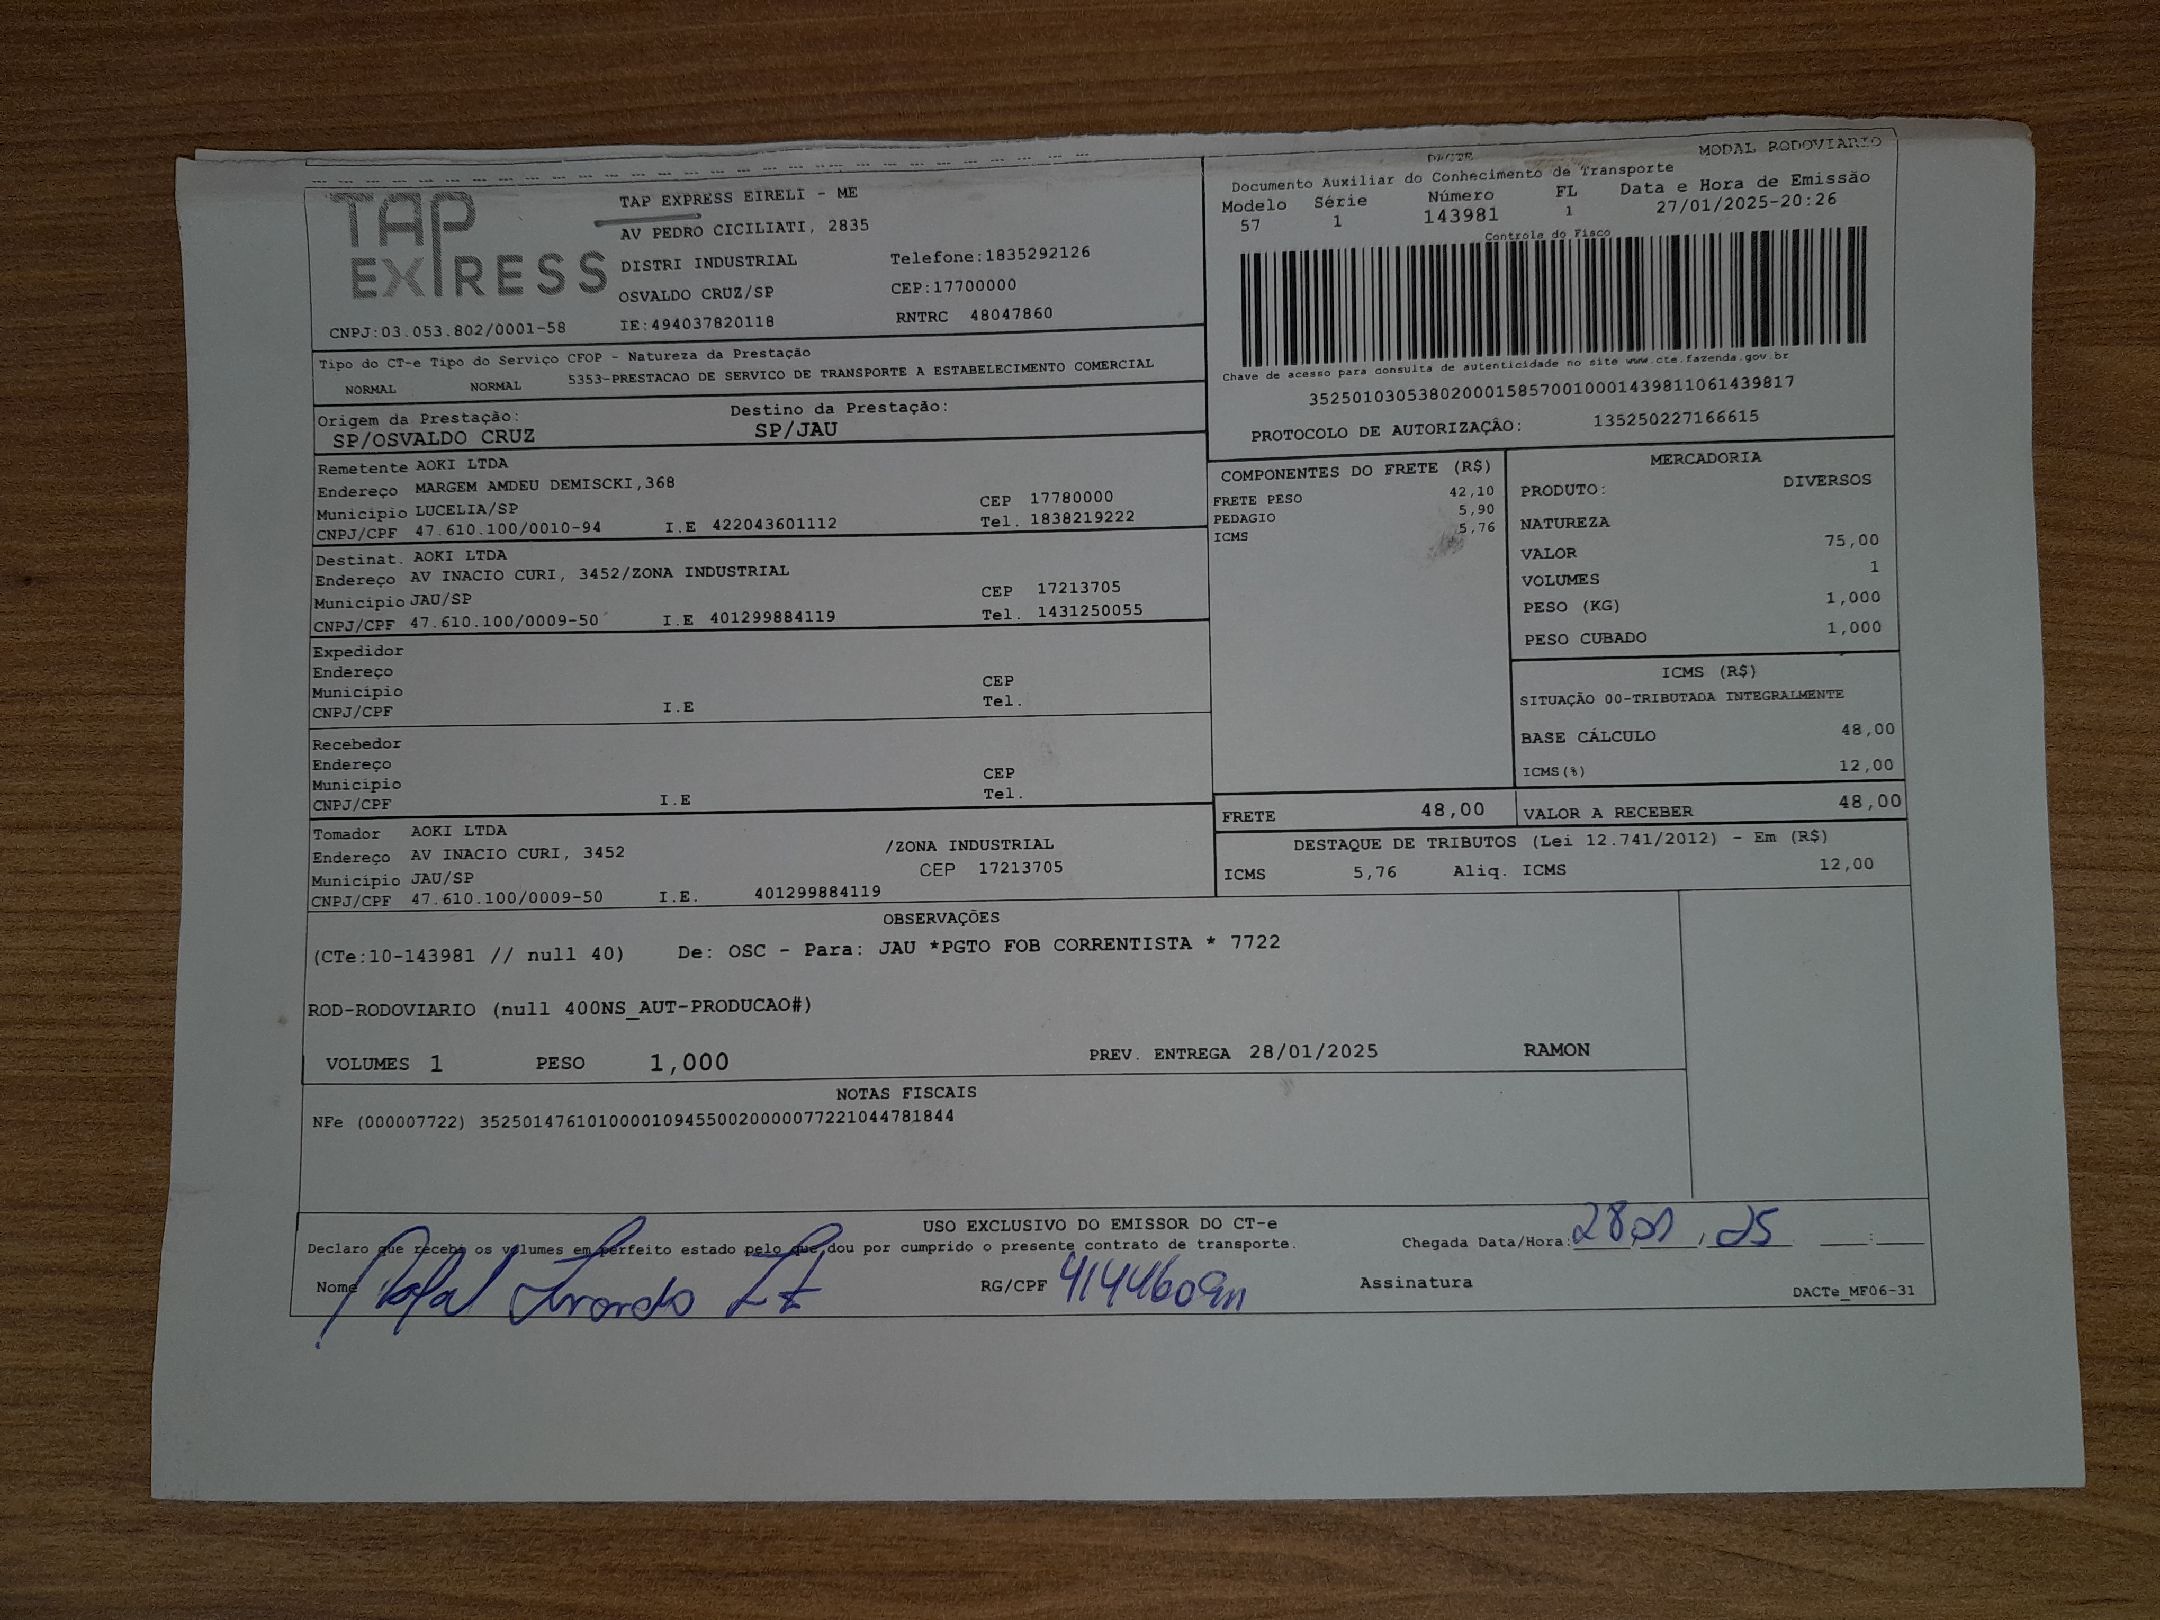 DACTE MODAL RODOVIARIO
TAP EXPRESS
TAP EXPRESS EIRELI - ME
AV PEDRO CICILIATI, 2835
DISTRI INDUSTRIAL Telefone:1835292126
OSVALDO CRUZ/SP CEP:17700000
CNPJ:03.053.802/0001-58 IE:494037820118 RNTRC 48047860
Documento Auxiliar do Conhecimento de Transporte
Modelo Série Número FL Data e Hora de Emissão
57 1 143981 1 27/01/2025-20:26
Controle do Fisco
Chave de acesso para consulta de autenticidade no site www.cte.fazenda.gov.br
35250103053802000158570010001439811061439817
PROTOCOLO DE AUTORIZAÇÃO: 135250227166615
Tipo do CT-e Tipo do Serviço CFOP - Natureza da Prestação
NORMAL NORMAL 5353-PRESTACAO DE SERVICO DE TRANSPORTE A ESTABELECIMENTO COMERCIAL
Origem da Prestação: Destino da Prestação:
SP/OSVALDO CRUZ SP/JAU
Remetente AOKI LTDA
Endereço MARGEM AMDEU DEMISCKI,368
Municipio LUCELIA/SP CEP 17780000
CNPJ/CPF 47.610.100/0010-94 I.E 422043601112 Tel. 1838219222
Destinat. AOKI LTDA
Endereço AV INACIO CURI, 3452/ZONA INDUSTRIAL
Municipio JAU/SP CEP 17213705
CNPJ/CPF 47.610.100/0009-50 I.E 401299884119 Tel. 1431250055
Expedidor
Endereço
Municipio CEP
CNPJ/CPF I.E Tel.
Recebedor
Endereço
Municipio CEP
CNPJ/CPF I.E Tel.
Tomador AOKI LTDA
Endereço AV INACIO CURI, 3452 /ZONA INDUSTRIAL
Municipio JAU/SP CEP 17213705
CNPJ/CPF 47.610.100/0009-50 I.E. 401299884119
COMPONENTES DO FRETE (R$)
FRETE PESO 42,10
PEDAGIO 5,90
ICMS 5,76
MERCADORIA
PRODUTO: DIVERSOS
NATUREZA
VALOR 75,00
VOLUMES 1
PESO (KG) 1,000
PESO CUBADO 1,000
ICMS (R$)
SITUAÇÃO 00-TRIBUTADA INTEGRALMENTE
BASE CÁLCULO 48,00
ICMS(%) 12,00
FRETE 48,00 VALOR A RECEBER 48,00
DESTAQUE DE TRIBUTOS (Lei 12.741/2012) - Em (R$)
ICMS 5,76 Aliq. ICMS 12,00
OBSERVAÇÕES
(CTe:10-143981 // null 40) De: OSC - Para: JAU *PGTO FOB CORRENTISTA * 7722
ROD-RODOVIARIO (null 400NS_AUT-PRODUCAO#)
VOLUMES 1 PESO 1,000 PREV. ENTREGA 28/01/2025 RAMON
NOTAS FISCAIS
NFe (000007722) 35250147610100001094550020000077221044781844
USO EXCLUSIVO DO EMISSOR DO CT-e
Declaro que recebi os volumes em perfeito estado pelo que dou por cumprido o presente contrato de transporte. Chegada Data/Hora: 28 01 , 25 :
Nome RG/CPF Assinatura
DACTe_MF06-31